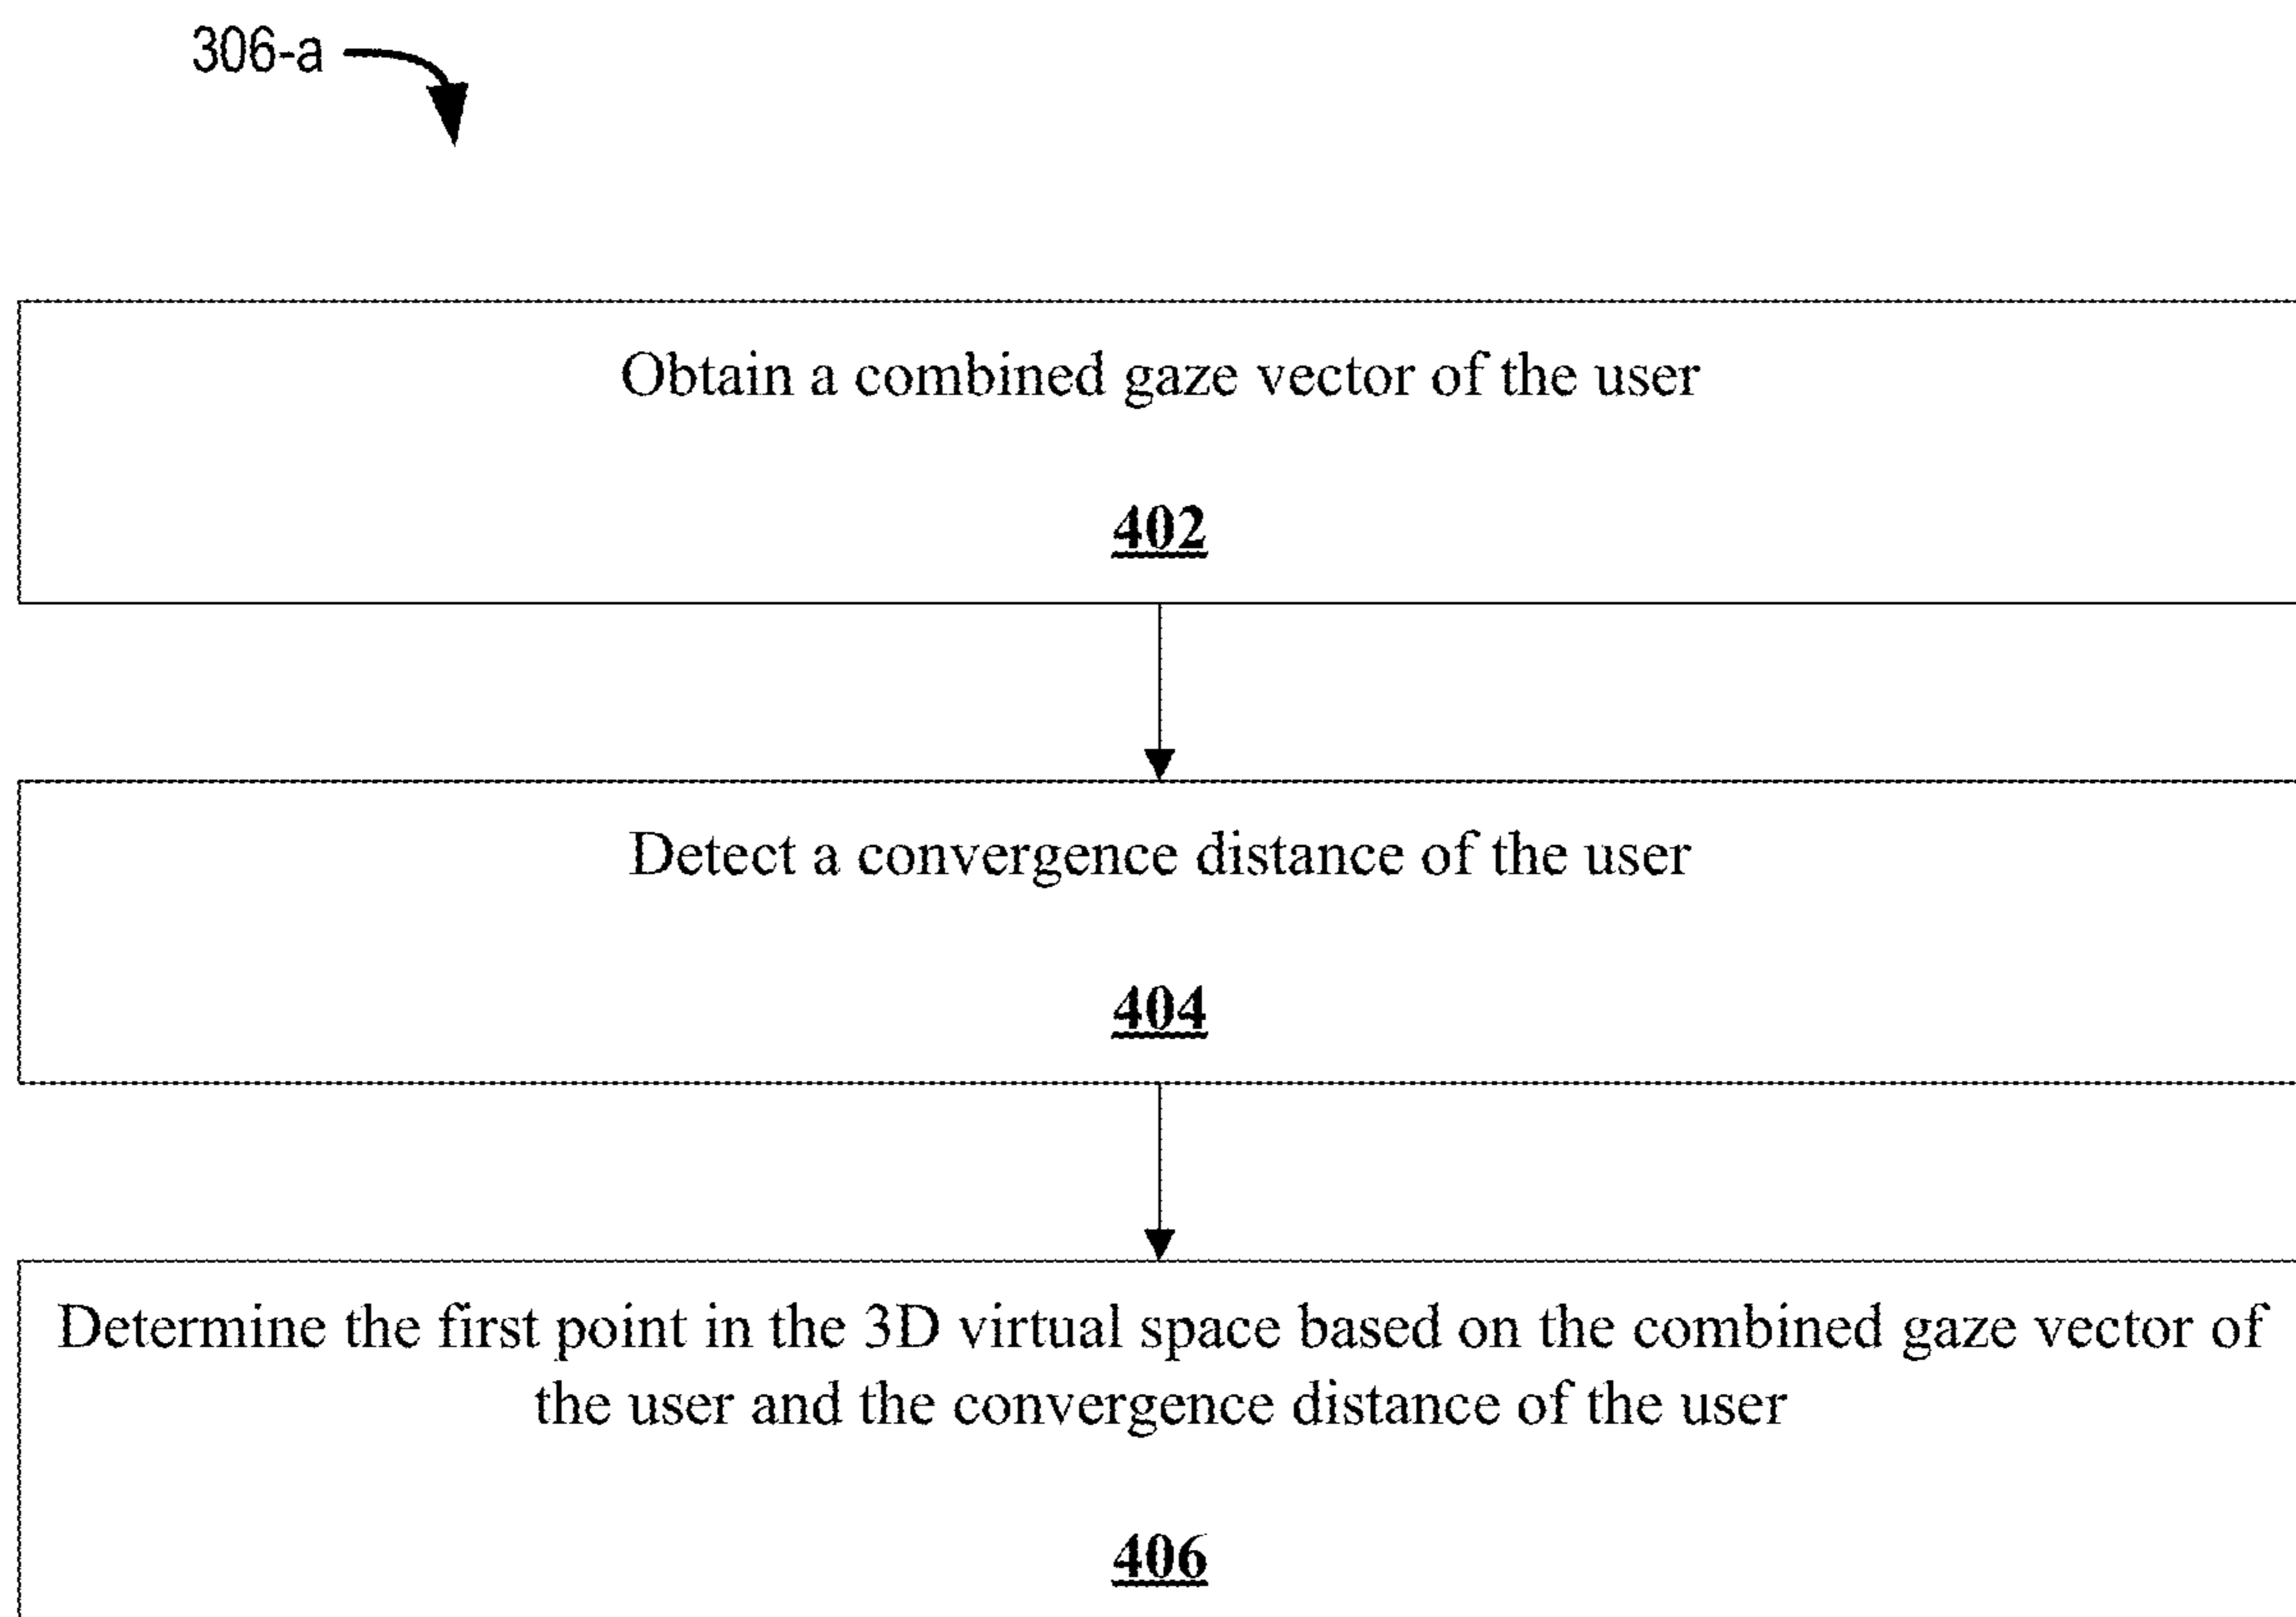 306-a
Obtain a combined gaze vector of the user
402
Detect a convergence distance of the user
404
Determine the first point in the 3D virtual space based on the combined gaze vector of
the user and the convergence distance of the user
406